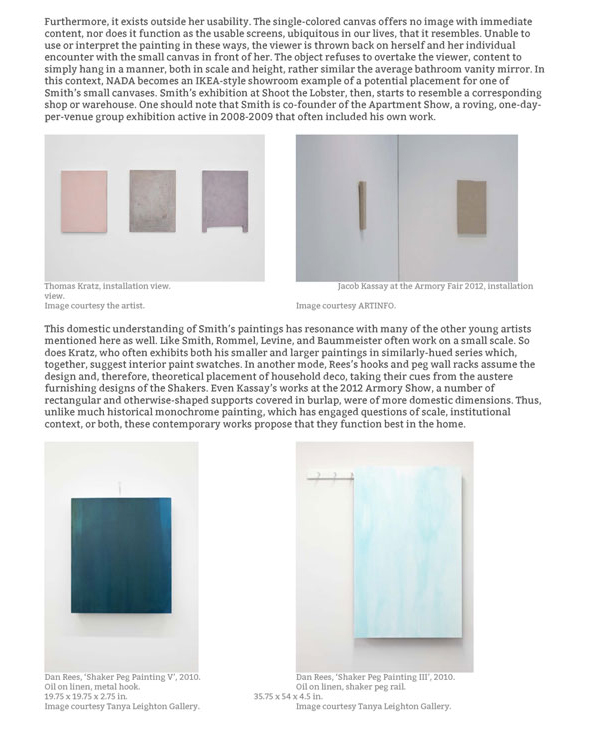 Furthermore, it exists outside her usability. The single-colored canvas offers no image with immediate
content, nor does it function as the usable screens, ubiquitous in our lives, that it resembles. Unable to
use or interpret the painting in these ways, the viewer is thrown back on herself and her individual
encounter with the small canvas in front of her. The object refuses to overtake the viewer, content to
simply hang in a manner, both in scale and height, rather similar the average bathroom vanity mirror. In
this context, NADA becomes an IKEA-style showroom example of a potential placement for one of
Smith's small canvases. Smith's exhibition at Shoot the Lobster, then, starts to resemble a corresponding
shop or warehouse. One should note that Smith is co-founder of the Apartment Show, a roving, one-day-
per-venue group exhibition active in 2008-2009 that often included his own work.
Thomas Kratz, installation view.
view.
Image courtesy the artist.
Jacob Kassay at the Armory Fair 2012, installation
Image courtesy ARTINFO.
This domestic understanding of Smith's paintings has resonance with many of the other young artists
mentioned here as well. Like Smith, Rommel, Levine, and Baummeister often work on a small scale. So
does Kratz, who often exhibits both his smaller and larger paintings in similarly-hued series which,
together, suggest interior paint swatches. In another mode, Rees's hooks and peg wall racks assume the
design and, therefore, theoretical placement of household deco, taking their cues from the austere
furnishing designs of the Shakers. Even Kassay's works at the 2012 Armory Show, a number of
rectangular and otherwise-shaped supports covered in burlap, were of more domestic dimensions. Thus,
unlike much historical monochrome painting, which has engaged questions of scale, institutional
context, or both, these contemporary works propose that they function best in the home.
Dan Rees, 'Shaker Peg Painting V', 2010.
Oil on linen, metal hook.
19.75 x 19.75 x 2.75 in.
Image courtesy Tanya Leighton Gallery.
Dan Rees, 'Shaker Peg Painting III', 2010.
Oil on linen, shaker peg rail.
35.75 x 54 x 4.5 in.
Image courtesy Tanya Leighton Gallery.